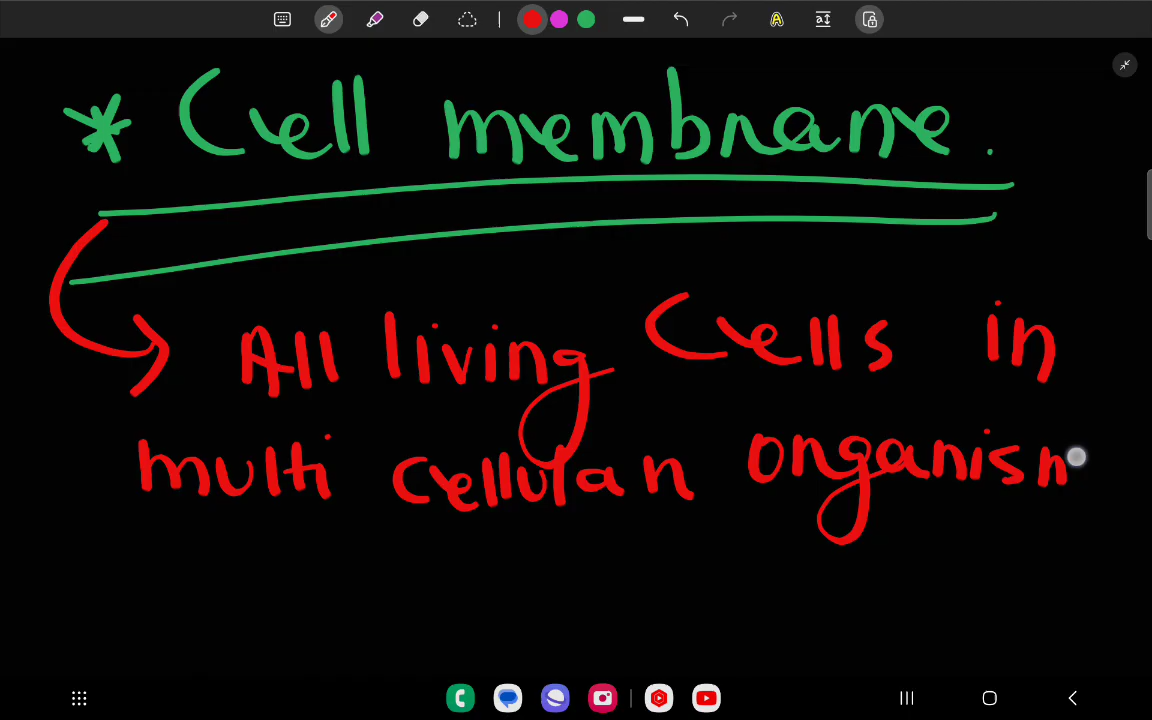 * Cell membrane.
→ All living Cells in
multi cellular organism